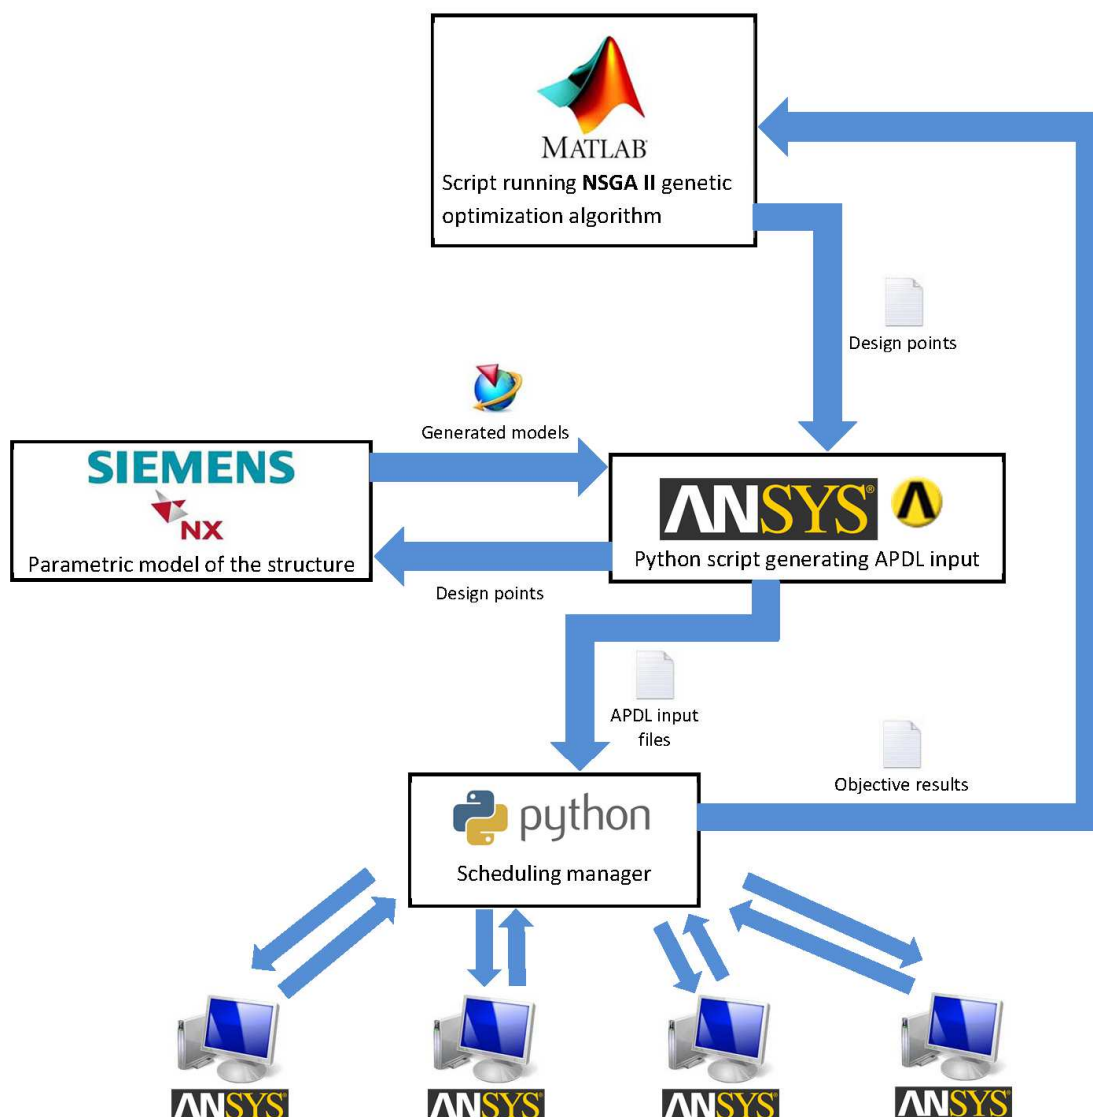 MATLAB
Script running NSGA II genetic
optimization algorithm
Design points
Generated models
SIEMENS
NX
Parametric model of the structure
ANSYS®
Python script generating APDL input
Design points
APDL input
files
Objective results
python
Scheduling manager
ANSYS
ANSYS
ANSYS
ANSYS